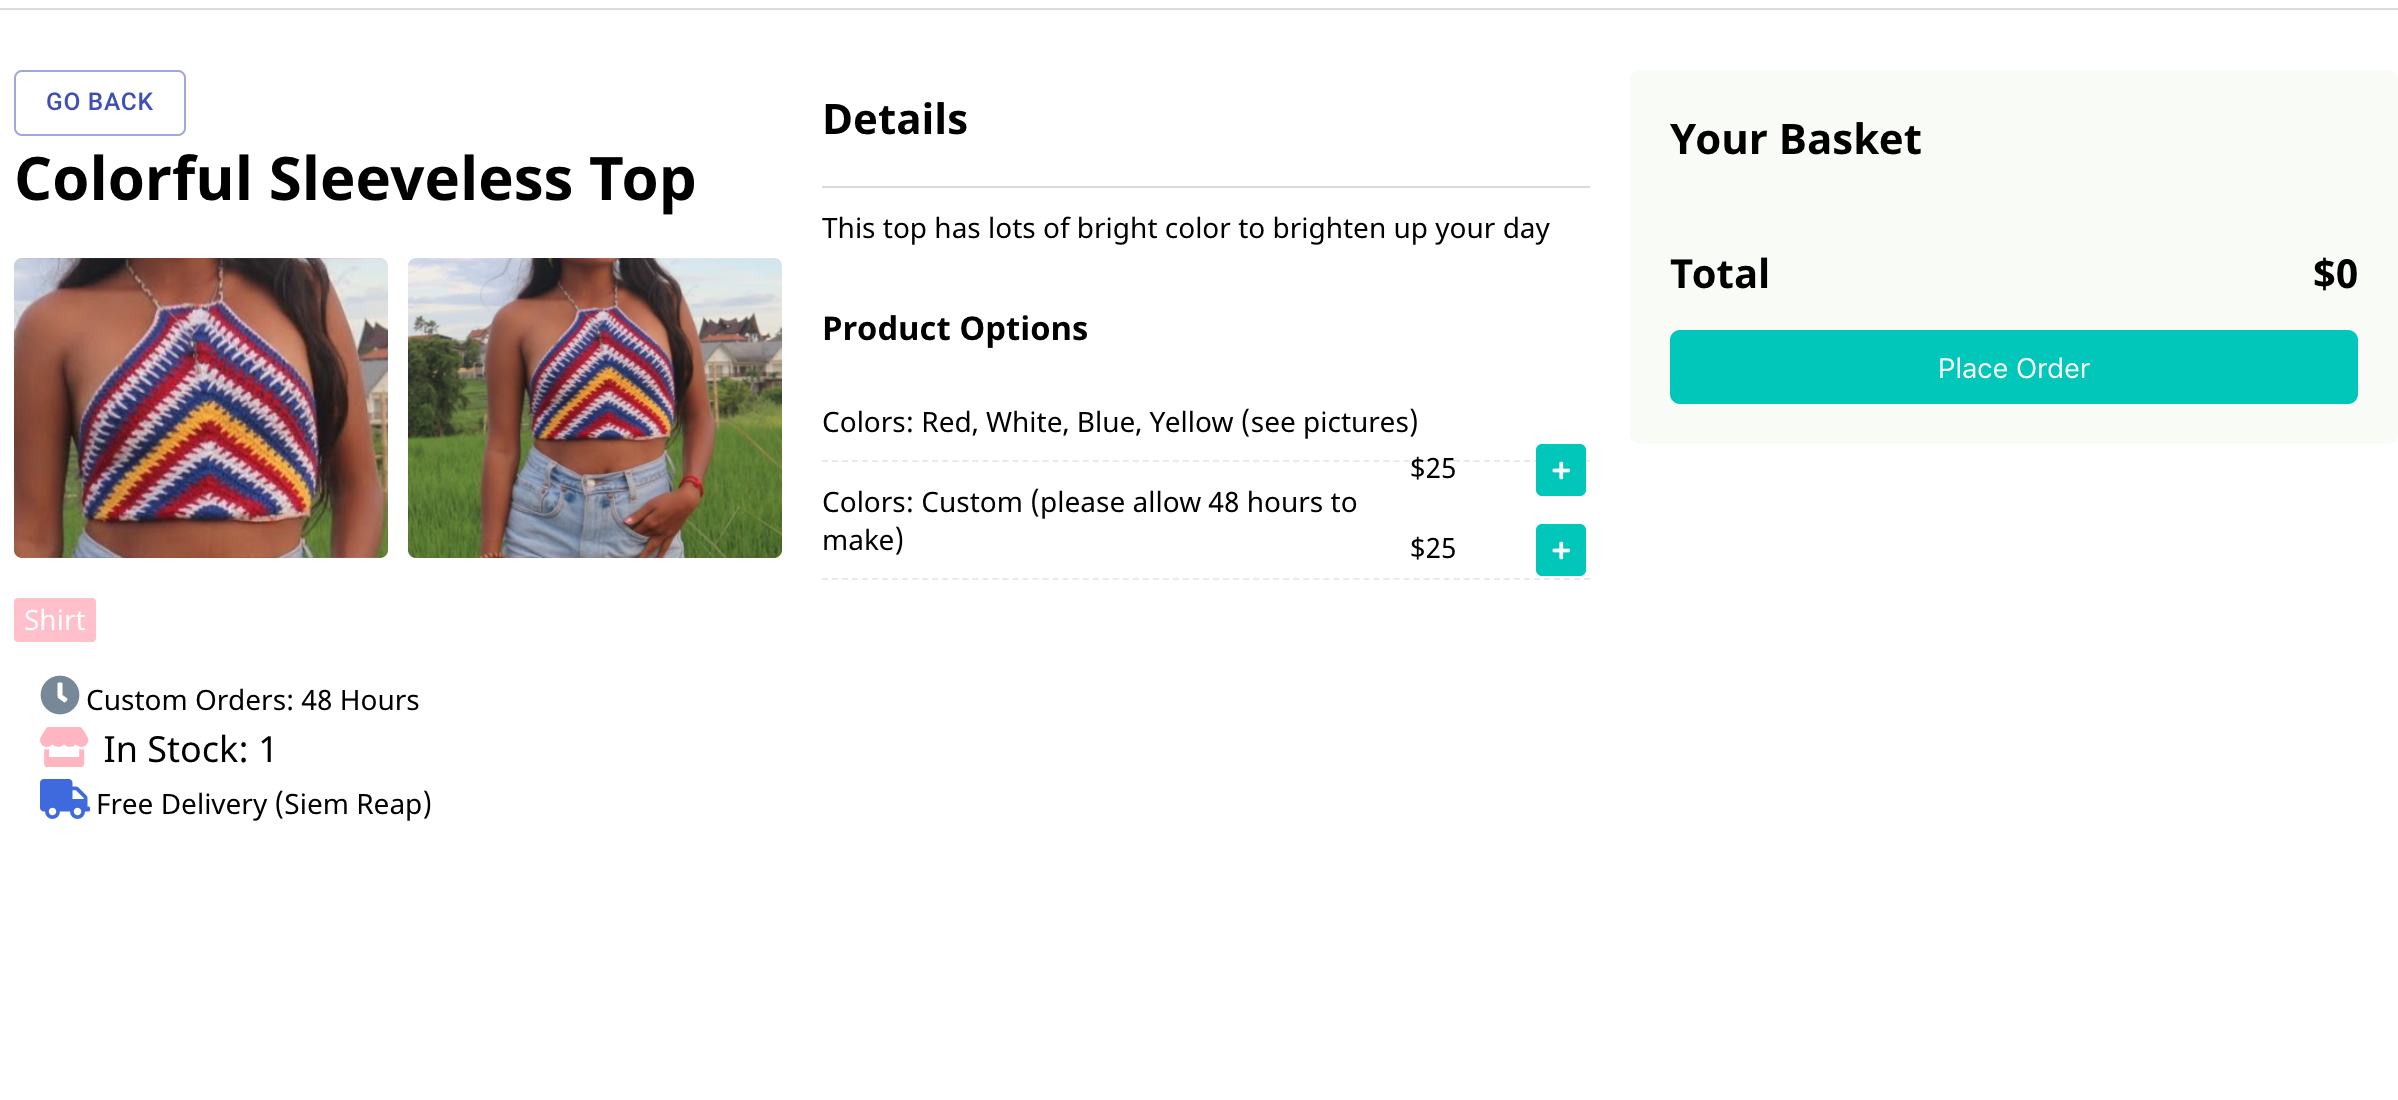 GO BACK
Colorful Sleeveless Top
Shirt
Custom Orders: 48 Hours
In Stock: 1
Free Delivery (Siem Reap)
Details
This top has lots of bright color to brighten up your day
Product Options
Colors: Red, White, Blue, Yellow (see pictures)
$25
+
Colors: Custom (please allow 48 hours to
make)
$25
+
Your Basket
Total $0
Place Order